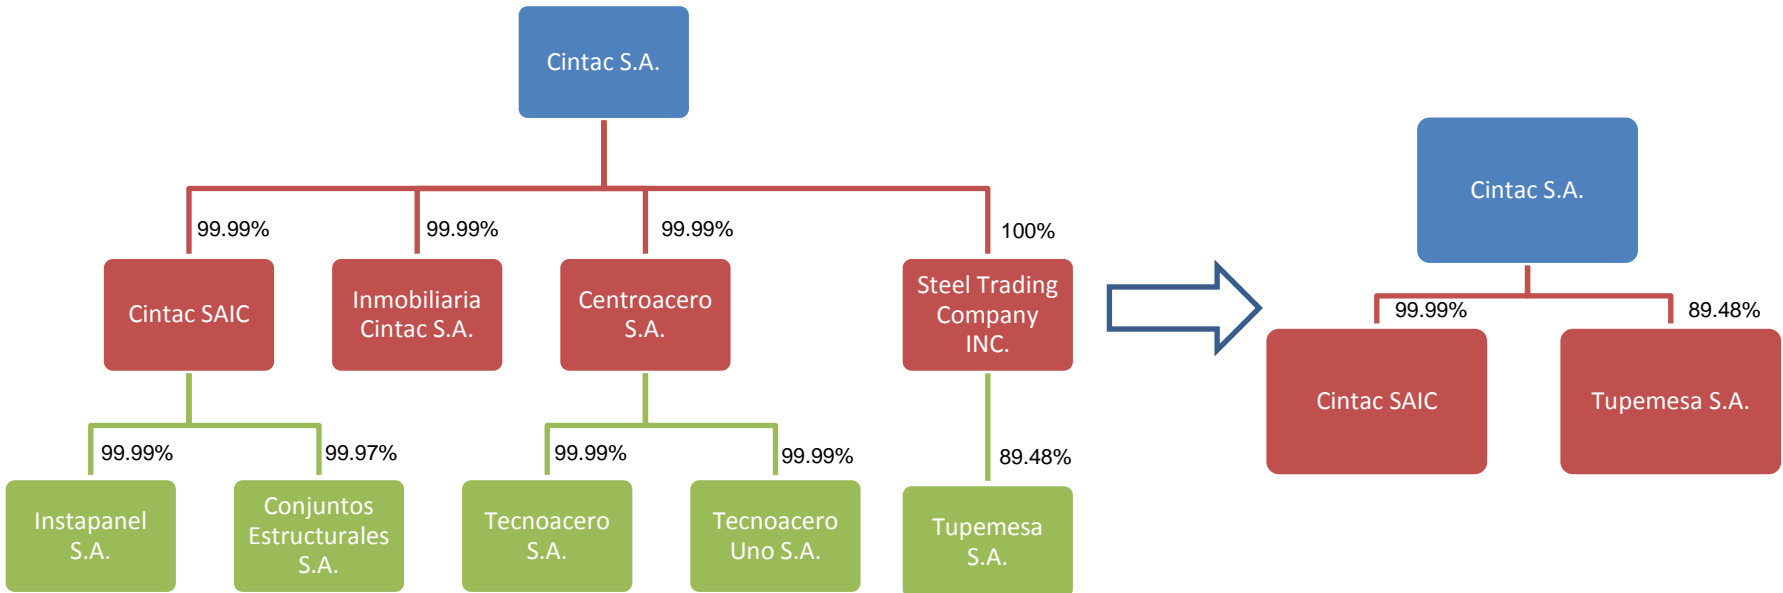 Cintac S.A.
99.99%
99.99%
99.99%
100%
Cintac SAIC
Inmobiliaria
Cintac S.A.
Centroacero
S.A.
Steel Trading
Company
INC.
99.99%
99.97%
99.99%
99.99%
89.48%
Instapanel
S.A.
Conjuntos
Estructurales
S.A.
Tecnoacero
S.A.
Tecnoacero
Uno S.A.
Tupemesa
S.A.
Cintac S.A.
99.99%
89.48%
Cintac SAIC
Tupemesa S.A.